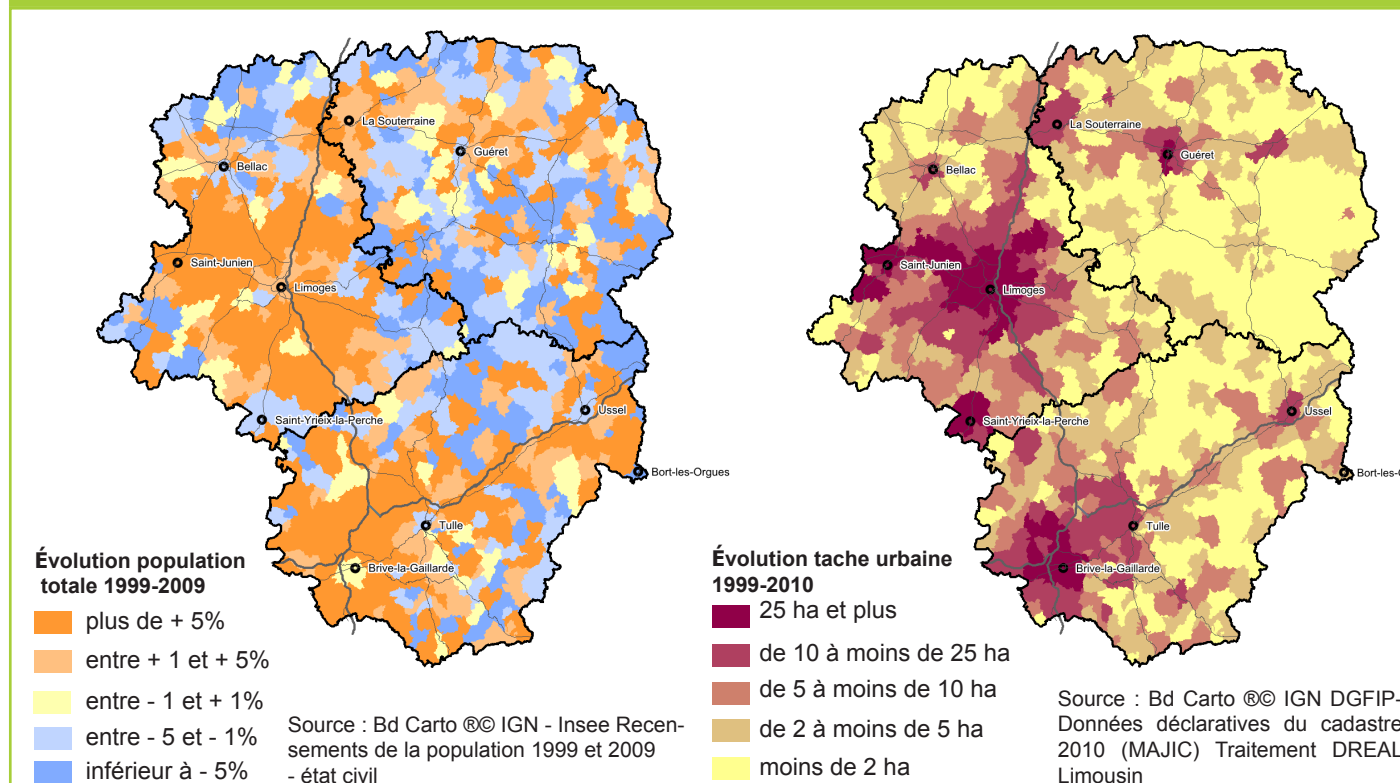 La Souterraine
Guéret
Bellac
Saint-Junien
Limoges
Saint-Yrieix-la-Perche
Ussel
Bort-les-Orgues
Tulle
Brive-la-Gaillarde
Évolution population
totale 1999-2009
plus de + 5%
entre + 1 et + 5%
entre - 1 et + 1%
entre - 5 et - 1%
inférieur à - 5%
Source : Bd Carto ®© IGN - Insee Recen-
sements de la population 1999 et 2009
- état civil
La Souterraine
Guéret
Bellac
Saint-Junien
Limoges
Saint-Yrieix-la-Perche
Ussel
Bort-les-O
Tulle
Brive-la-Gaillarde
Évolution tache urbaine
1999-2010
25 ha et plus
de 10 à moins de 25 ha
de 5 à moins de 10 ha
de 2 à moins de 5 ha
moins de 2 ha
Source : Bd Carto ®© IGN DGFIP-
Données déclaratives du cadastre
2010 (MAJIC) Traitement DREAL
Limousin